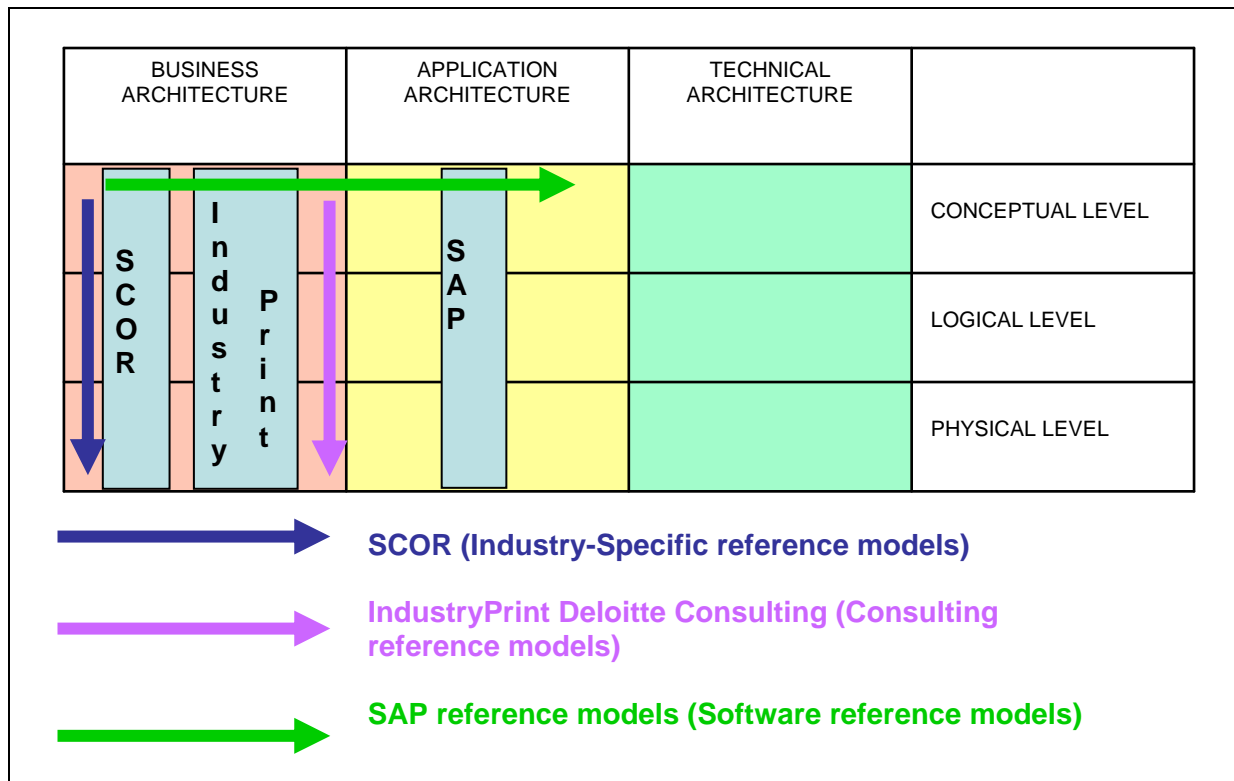 BUSINESS
ARCHITECTURE
APPLICATION
ARCHITECTURE
TECHNICAL
ARCHITECTURE
SCOR
Industry
Print
SAP
CONCEPTUAL LEVEL
LOGICAL LEVEL
PHYSICAL LEVEL
SCOR (Industry-Specific reference models)
IndustryPrint Deloitte Consulting (Consulting
reference models)
SAP reference models (Software reference models)